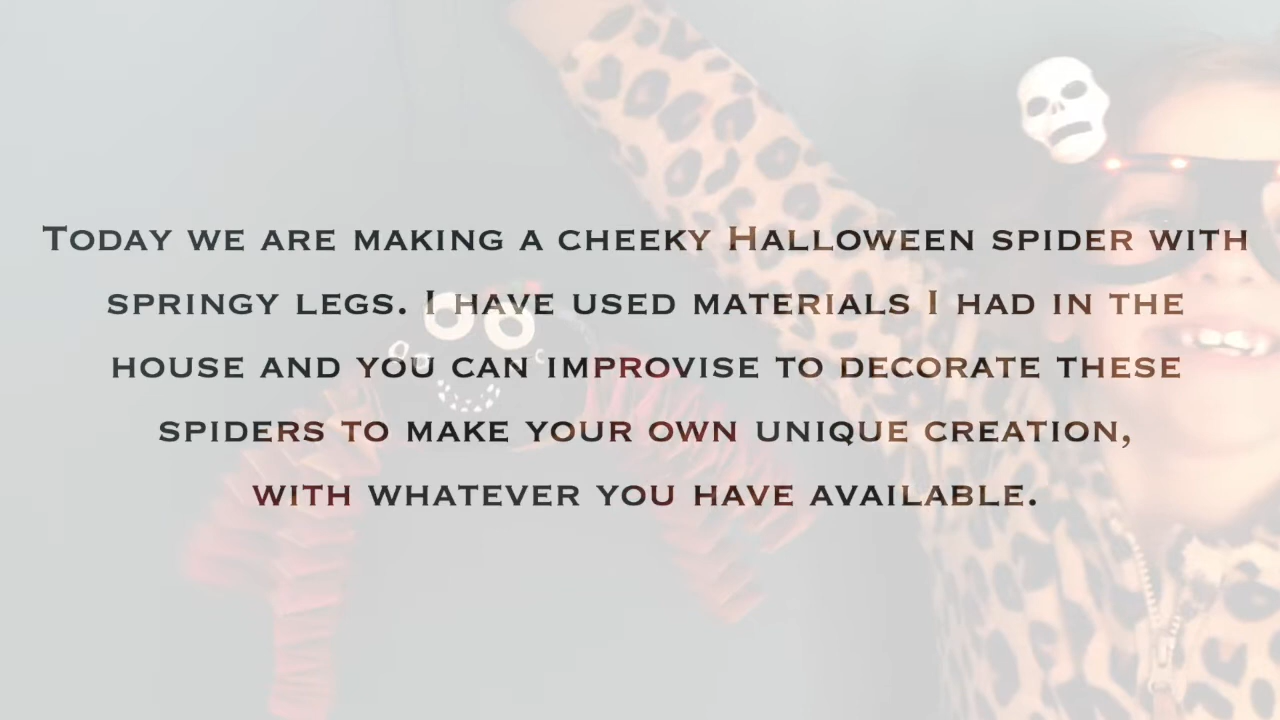 Today we are making a cheeky Halloween spider with
springy legs. I have used materials I had in the
house and you can improvise to decorate these
spiders to make your own unique creation,
with whatever you have available.